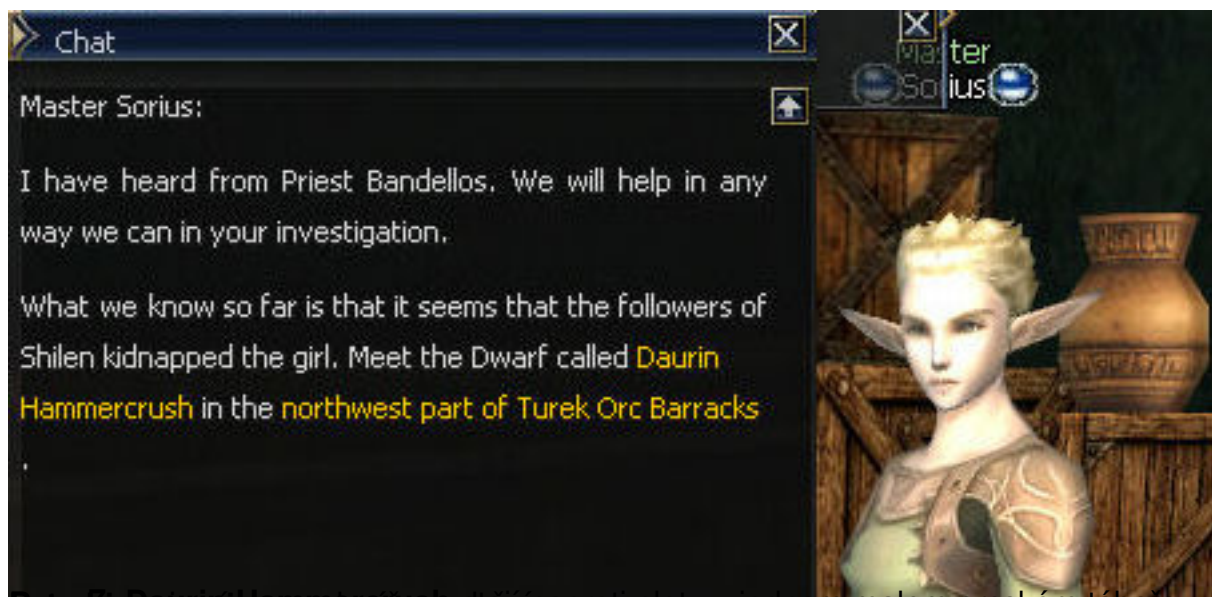 Chat
Master Sorius:
I have heard from Priest Bandellos. We will help in any
way we can in your investigation.
What we know so far is that it seems that the followers of
Shilen kidnapped the girl. Meet the Dwarf called Daurin
Hammercrush in the northwest part of Turek Orc Barracks
.
Master
Sorius